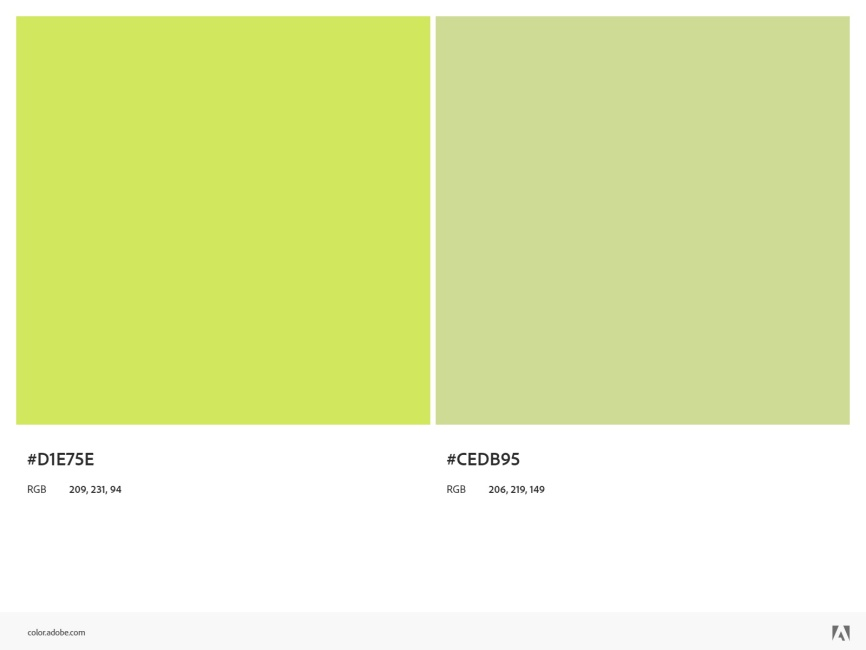 #D1E75E
RGB 209, 231, 94
#CEDB95
RGB 206, 219, 149
color.adobe.com